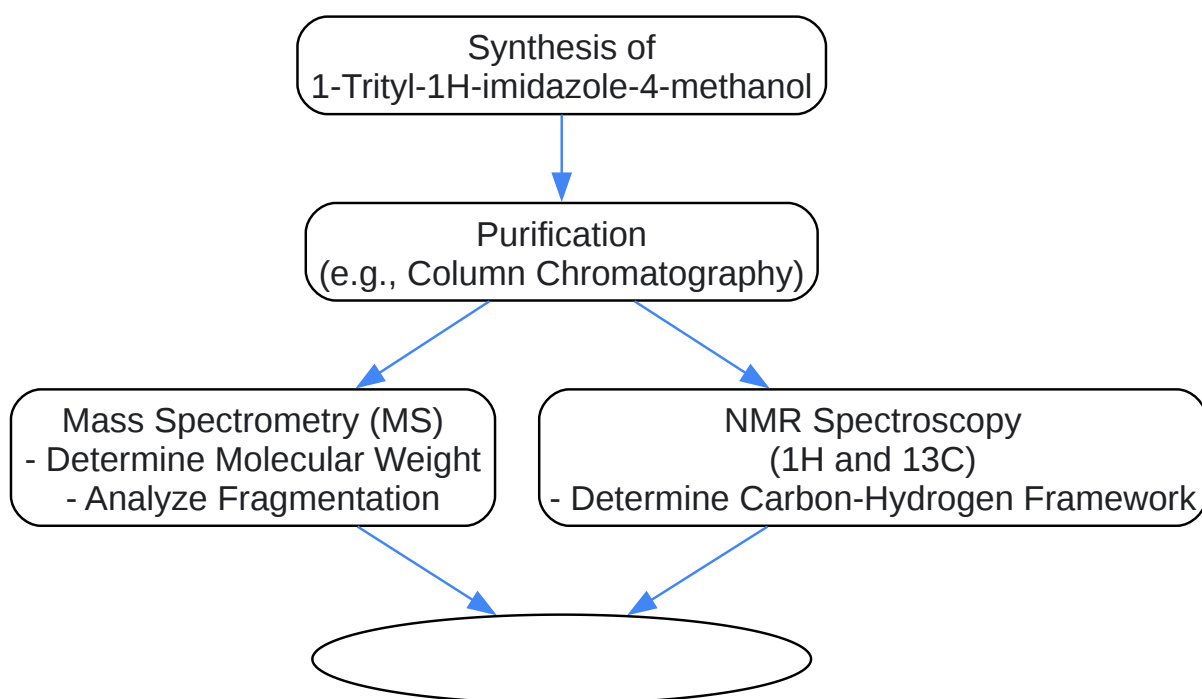 Synthesis of
1-Trityl-1H-imidazole-4-methanol
Purification
(e.g., Column Chromatography)
Mass Spectrometry (MS)
- Determine Molecular Weight
- Analyze Fragmentation
NMR Spectroscopy
(1H and 13C)
- Determine Carbon-Hydrogen Framework